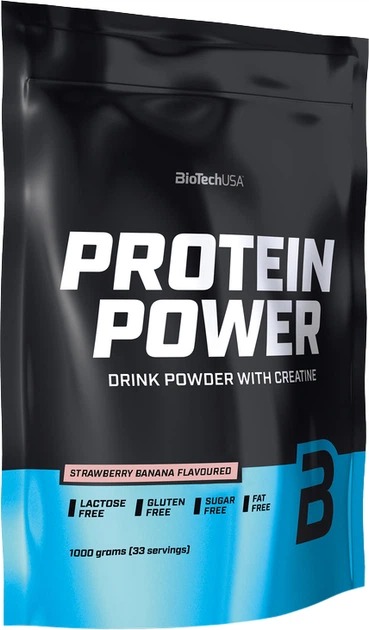 BioTechUSA
PROTEIN
POWER
DRINK POWDER WITH CREATINE
STRAWBERRY BANANA FLAVOURED
LACTOSE FREE
GLUTEN FREE
SUGAR FREE
FAT FREE
B
1000 grams (33 servings)